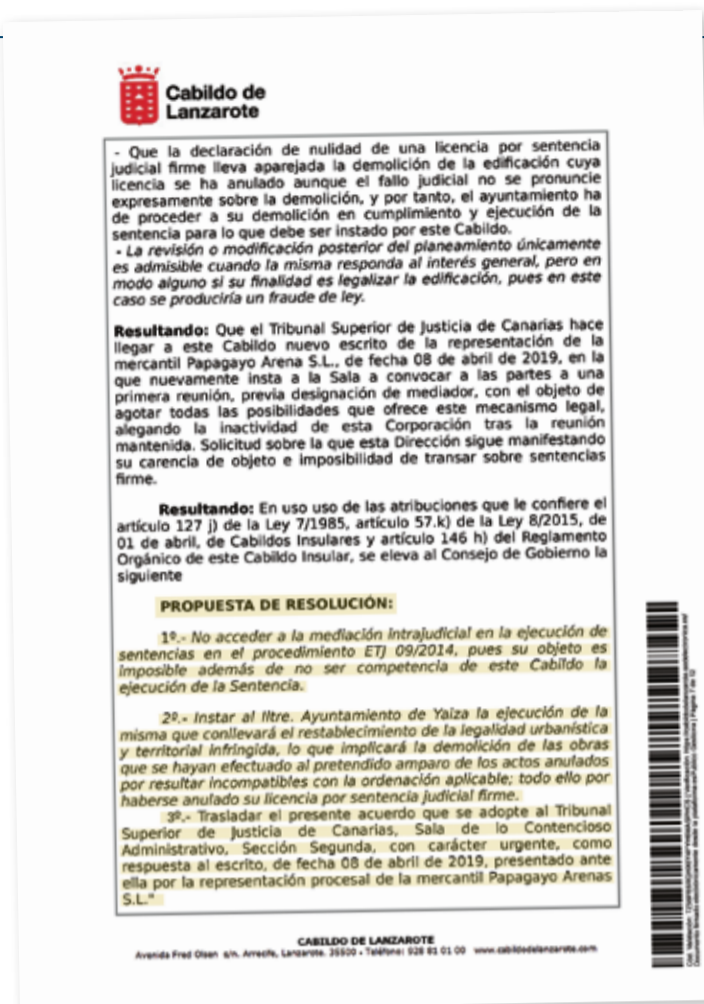 Cabildo de
Lanzarote
- Que la declaración de nulidad de una licencia por sentencia
judicial firme lleva aparejada la demolición de la edificación cuya
licencia se ha anulado aunque el fallo judicial no se pronuncie
expresamente sobre la demolición, y por tanto, el ayuntamiento ha
de proceder a su demolición en cumplimiento y ejecución de la
sentencia para lo que debe ser instado por este Cabildo.
- La revisión o modificación posterior del planeamiento únicamente
es admisible cuando la misma responda al interés general, pero en
modo alguno si su finalidad es legalizar la edificación, pues en este
caso se produciría un fraude de ley.
Resultando: Que el Tribunal Superior de Justicia de Canarias hace
llegar a este Cabildo nuevo escrito de la representación de la
mercantil Papagayo Arena S.L., de fecha 08 de abril de 2019, en la
que nuevamente insta a la Sala a convocar a las partes a una
primera reunión, previa designación de mediador, con el objeto de
agotar todas las posibilidades que ofrece este mecanismo legal,
alegando la inactividad de esta Corporación tras la reunión
mantenida. Solicitud sobre la que esta Dirección sigue manifestando
su carencia de objeto e imposibilidad de transar sobre sentencias
firme.
Resultando: En uso uso de las atribuciones que le confiere el
artículo 127 j) de la Ley 7/1985, artículo 57.k) de la Ley 8/2015, de
01 de abril, de Cabildos Insulares y artículo 146 h) del Reglamento
Orgánico de este Cabildo Insular, se eleva al Consejo de Gobierno la
siguiente
PROPUESTA DE RESOLUCIÓN:
1º.- No acceder a la mediación intrajudicial en la ejecución de
sentencias en el procedimiento ETJ 09/2014, pues su objeto es
imposible además de no ser competencia de este Cabildo la
ejecución de la Sentencia.
2º.- Instar al Iltre. Ayuntamiento de Yaiza la ejecución de la
misma que conllevará el restablecimiento de la legalidad urbanística
y territorial infringida, lo que implicará la demolición de las obras
que se hayan efectuado al pretendido amparo de los actos anulados
por resultar incompatibles con la ordenación aplicable; todo ello por
haberse anulado su licencia por sentencia judicial firme.
3º.- Trasladar el presente acuerdo que se adopte al Tribunal
Superior de Justicia de Canarias, Sala de lo Contencioso
Administrativo, Sección Segunda, con carácter urgente, como
respuesta al escrito, de fecha 08 de abril de 2019, presentado ante
ella por la representación procesal de la mercantil Papagayo Arenas
S.L."
CABILDO DE LANZAROTE
Avenida Fred Olsen s/n. Arrecife, Lanzarote. 35500 - Teléfono: 928 81 01 00 www.cabildodelanzarote.com